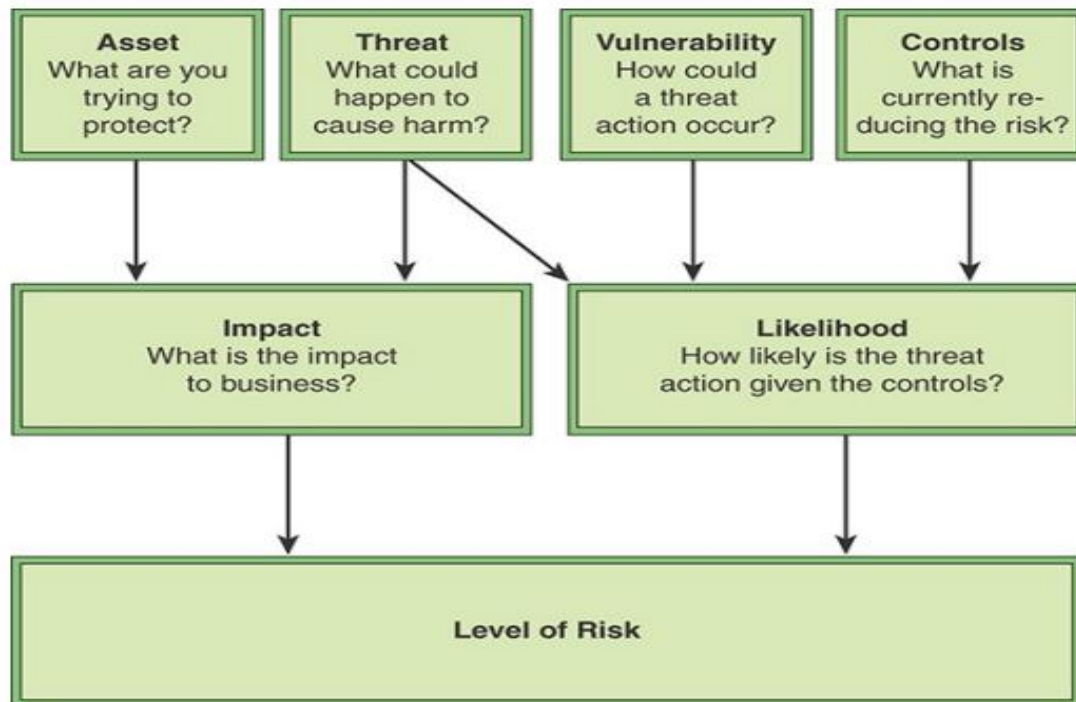 Asset
What are you
trying to
protect?
Threat
What could
happen to
cause harm?
Vulnerability
How could
a threat
action occur?
Controls
What is
currently re-
ducing the risk?
Impact
What is the impact
to business?
Likelihood
How likely is the threat
action given the controls?
Level of Risk